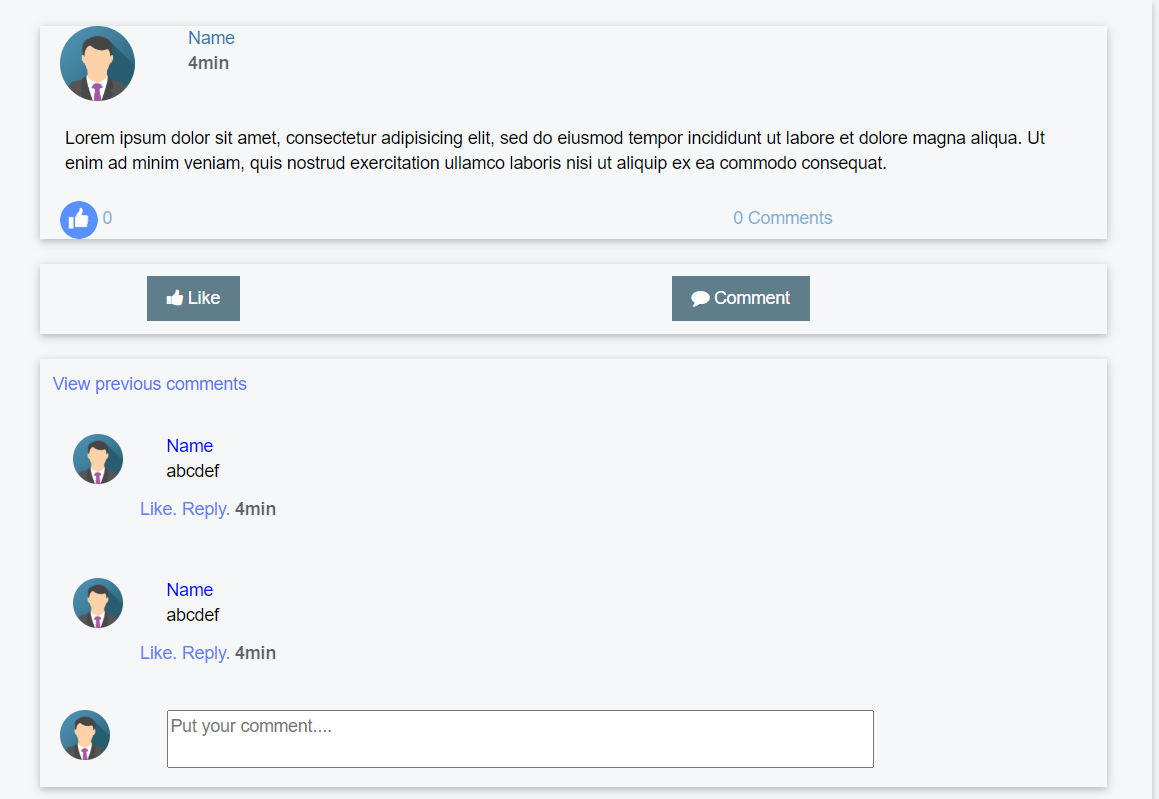 Name
4min
Lorem ipsum dolor sit amet, consectetur adipisicing elit, sed do eiusmod tempor incididunt ut labore et dolore magna aliqua. Ut
enim ad minim veniam, quis nostrud exercitation ullamco laboris nisi ut aliquip ex ea commodo consequat.
0 0 Comments
Like Comment
View previous comments
Name
abcdef
Like. Reply. 4min
Name
abcdef
Like. Reply. 4min
Put your comment....